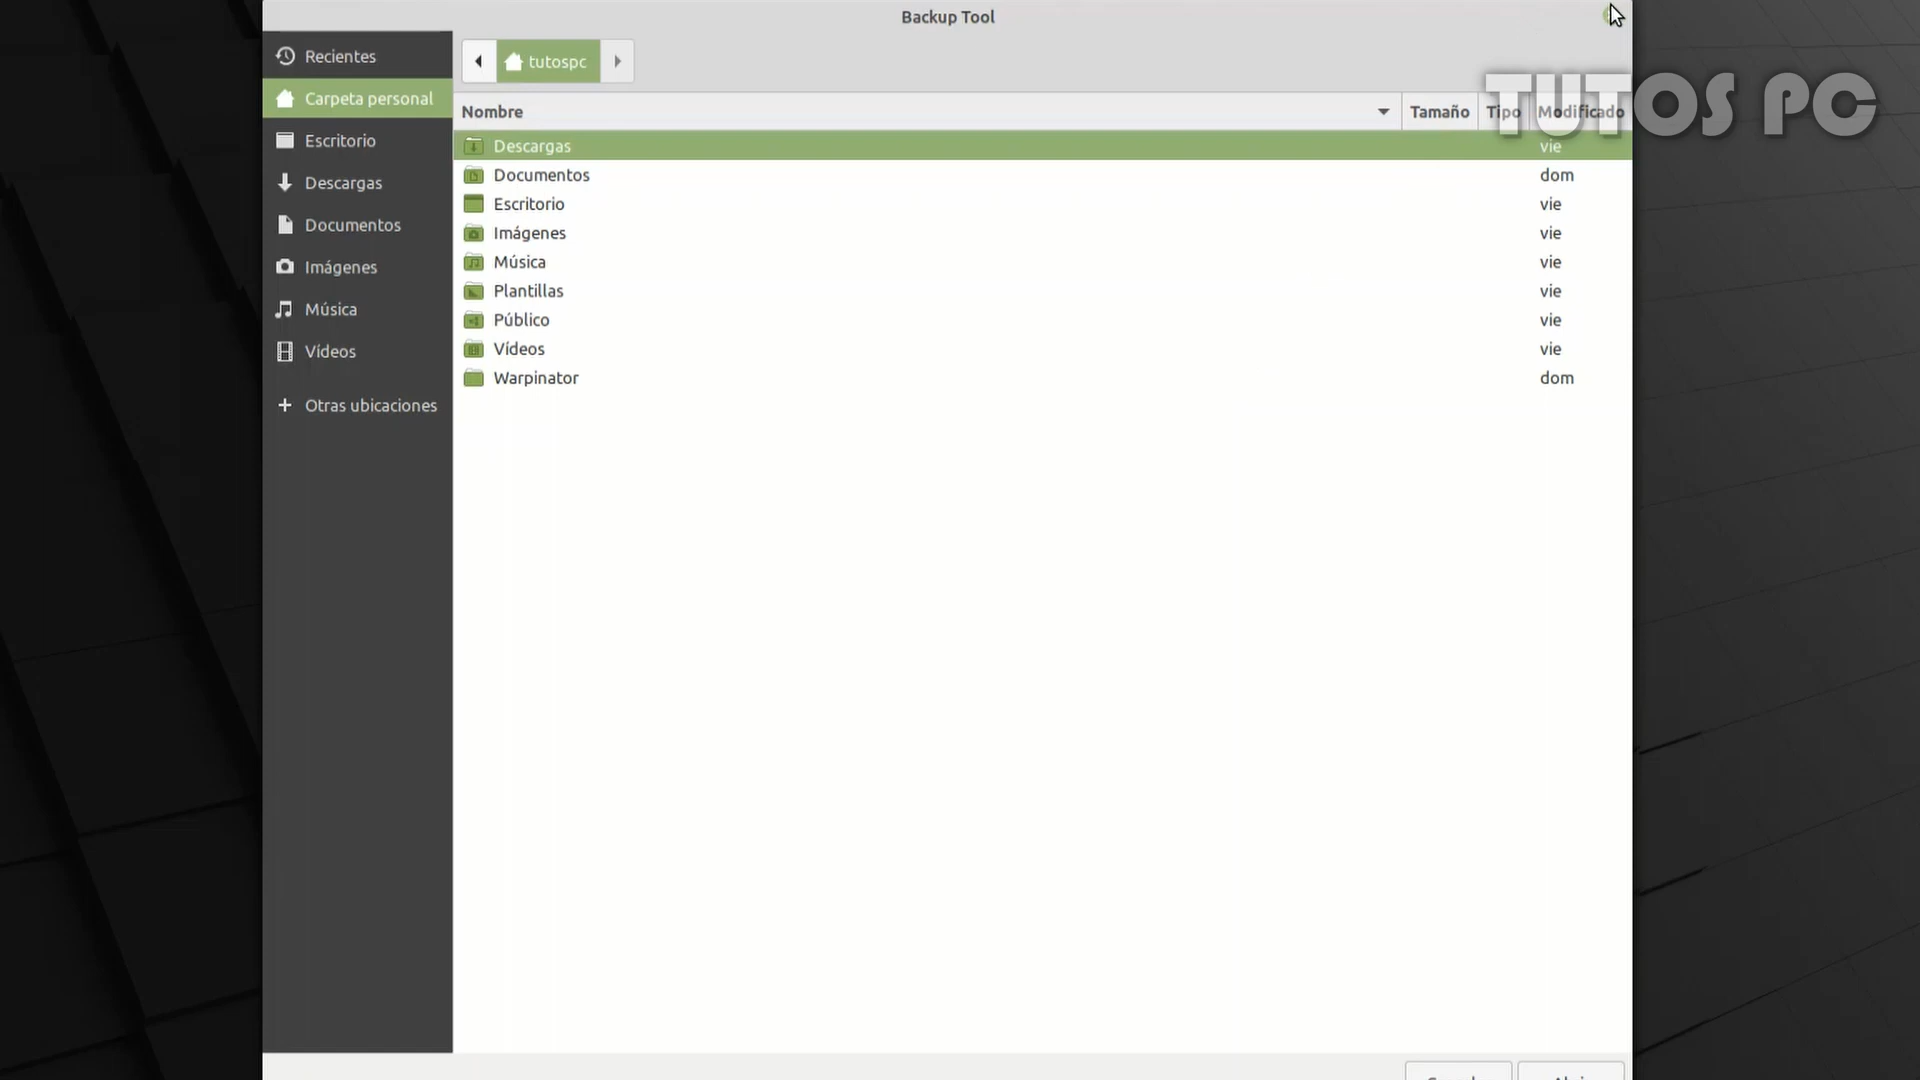 Backup Tool
Recientes
Carpeta personal
Escritorio
Descargas
Documentos
Imágenes
Música
Vídeos
Otras ubicaciones
tutospc
TUTOS PC
Nombre Tamaño Tipo Modificado
Descargas vie
Documentos dom
Escritorio vie
Imágenes vie
Música vie
Plantillas vie
Público vie
Vídeos vie
Warpinator dom